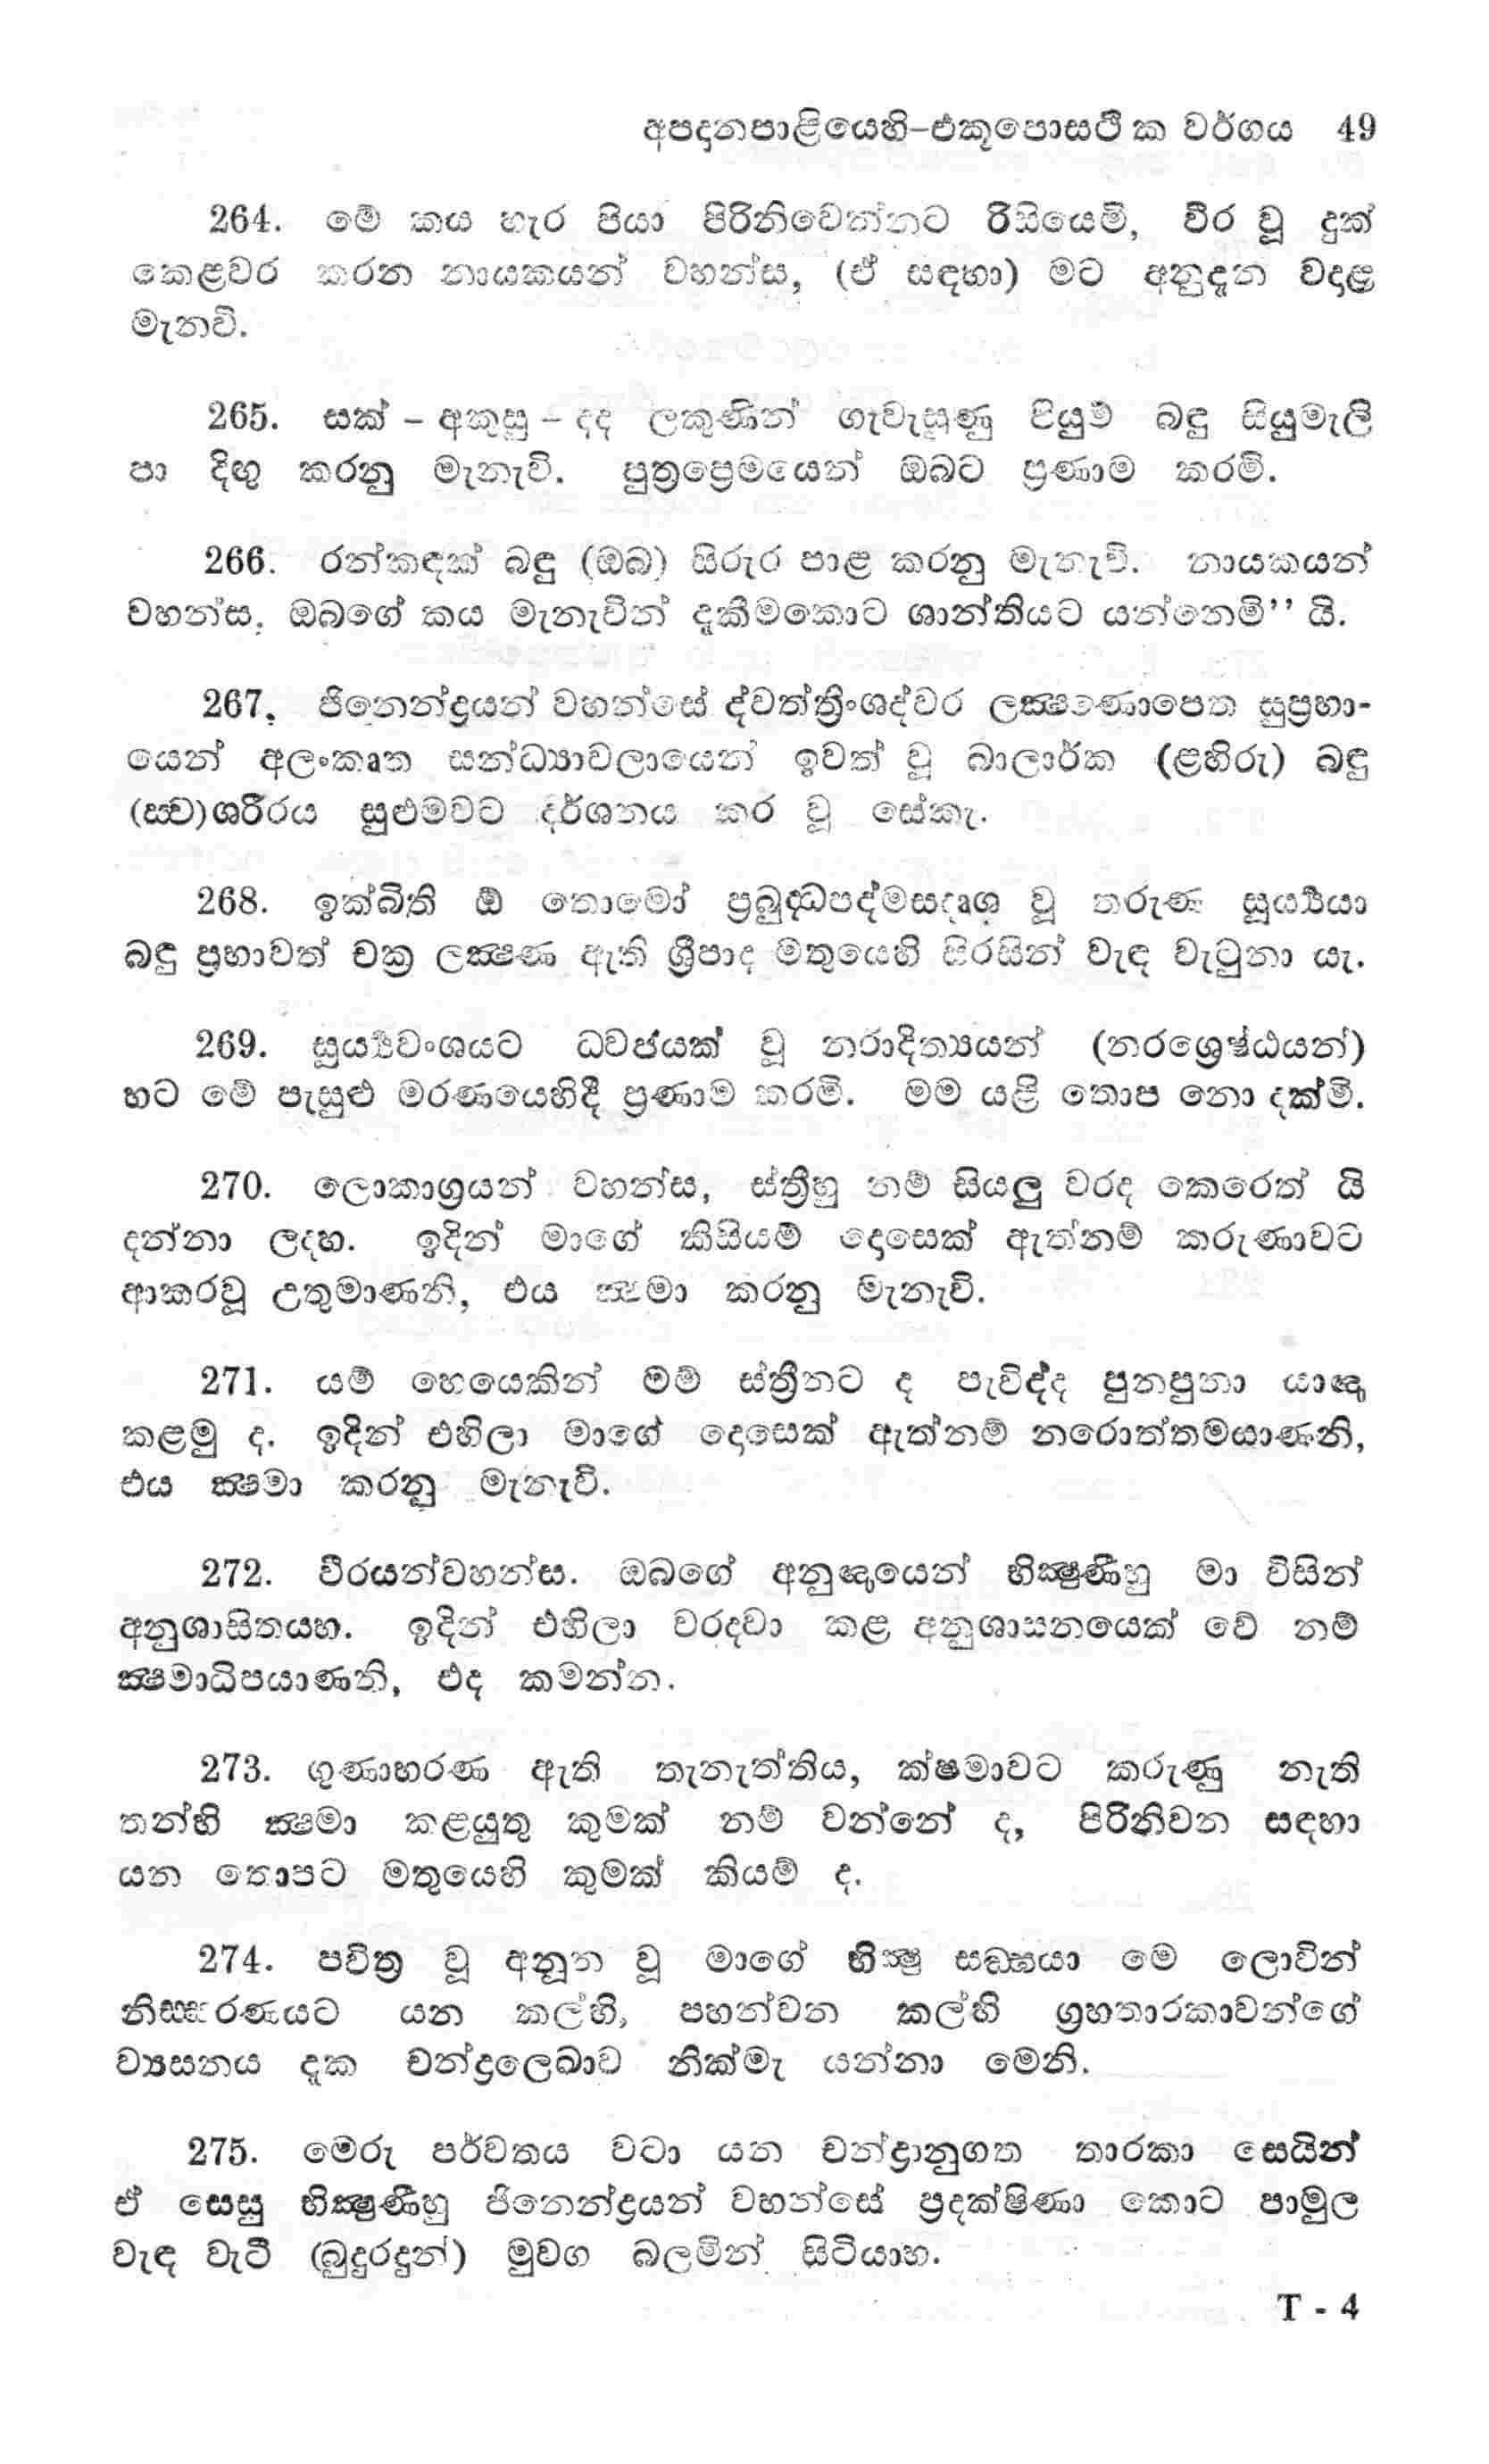 අපදානපාළියෙහි-එකූපොසථික වර්ගය 49
264. මේ කය හැර පියා පිරිනිවෙන්නට රිසියෙමි, වීර වූ දුක්
කෙළවර කරන නායකයන් වහන්ස, (ඒ සඳහා) මට අනුදැන වදාළ
මැනවි.
265. සක් - අකුසු - දද ලකුණින් ගැවැසුණු පියුම් බඳු සියුමැලි
පා දිඟු කරනු මැනැවි. පුත්‍රප්‍රෙමයෙන් ඔබට ප්‍රණාම කරමි.
266. රන්කඳක් බඳු (ඔබ) සිරුර පාළ කරනු මැනැවි. නායකයන්
වහන්ස, ඔබගේ කය මැනැවින් දැකීමකොට ශාන්තියට යන්නෙමි’’ යි.
267. ජිනෙන්ද්‍රයන් වහන්සේ ද්වත්ත්‍රිංශද්වර ලක්‍ෂණොපෙත සුප්‍රභා-
යෙන් අලංකෘත සන්ධ්‍යාවලායෙන් ඉවත් වූ බාලාර්ක (ළහිරු) බඳු
(ස්ව)ශරීරය සුළුමවට දර්ශනය කර වූ සේකැ.
268. ඉක්බිති ඕ තොමෝ ප්‍රබුද්ධපද්මසදෘශ වූ තරුණ සූර්‍ය්‍යයා
බඳු ප්‍රභාවත් චක්‍ර ලක්‍ෂණ ඇති ශ්‍රීපාද මතුයෙහි සිරසින් වැඳ වැටුනා යැ.
269. සූර්‍ය්‍යවංශයට ධ්වජයක් වූ නරාදිත්‍යයන් (නරශ්‍රෙෂ්ඨයන්)
හට මේ පැසුළු මරණයෙහිදී ප්‍රණාම කරමි. මම යළි තොප නො දක්මි.
270. ලොකාග්‍රයන් වහන්ස, ස්ත්‍රීහු නම් සියලු වරද කෙරෙත් යි
දන්නා ලදහ. ඉදින් මාගේ කිසියම් දොසෙක් ඇත්නම් කරුණාවට
ආකරවූ උතුමාණනි, එය ක්‍ෂමා කරනු මැනැවි.
271. යම් හෙයෙකින් මම් ස්ත්‍රීනට ද පැවිද්ද පුනපුනා යාඥා
කළමු ද. ඉදින් එහිලා මාගේ දොසෙක් ඇත්නම් නරොත්තමයාණනි,
එය ක්‍ෂමා කරනු මැනැවි.
272. වීරයන්වහන්ස. ඔබගේ අනුඥායෙන් භික්‍ෂුණීහු මා විසින්
අනුශාසිතයහ. ඉදින් එහිලා වරදවා කළ අනුශාසනයෙක් වේ නම්
ක්‍ෂමාධිපයාණනි, එද කමන්න.
273. ගුණාභරණ ඇති තැනැත්තිය, ක්ෂමාවට කරුණු නැති
තන්හි ක්‍ෂමා කළයුතු කුමක් නම් වන්නේ ද, පිරිනිවන සඳහා
යන තොපට මතුයෙහි කුමක් කියම් ද.
274. පවිත්‍ර වූ අනූන වූ මාගේ භික්‍ෂු සඞ්ඝයා මෙ ලොවින්
නිස්සරණයට යන කල්හි, පහන්වන කල්හි ග්‍රහතාරකාවන්ගේ
ව්‍යසනය දැක චන්ද්‍රලෙඛාව නික්මැ යන්නා මෙනි.
275. මෙරු පර්වතය වටා යන චන්ද්‍රානුගත තාරකා සෙයින්
ඒ සෙසු භික්‍ෂුණීහු ජිනෙන්ද්‍රයන් වහන්සේ ප්‍රදක්ෂිණා කොට පාමුල
වැඳ වැටී (බුදුරදුන්) මුවග බලමින් සිටියාහ.
T - 4